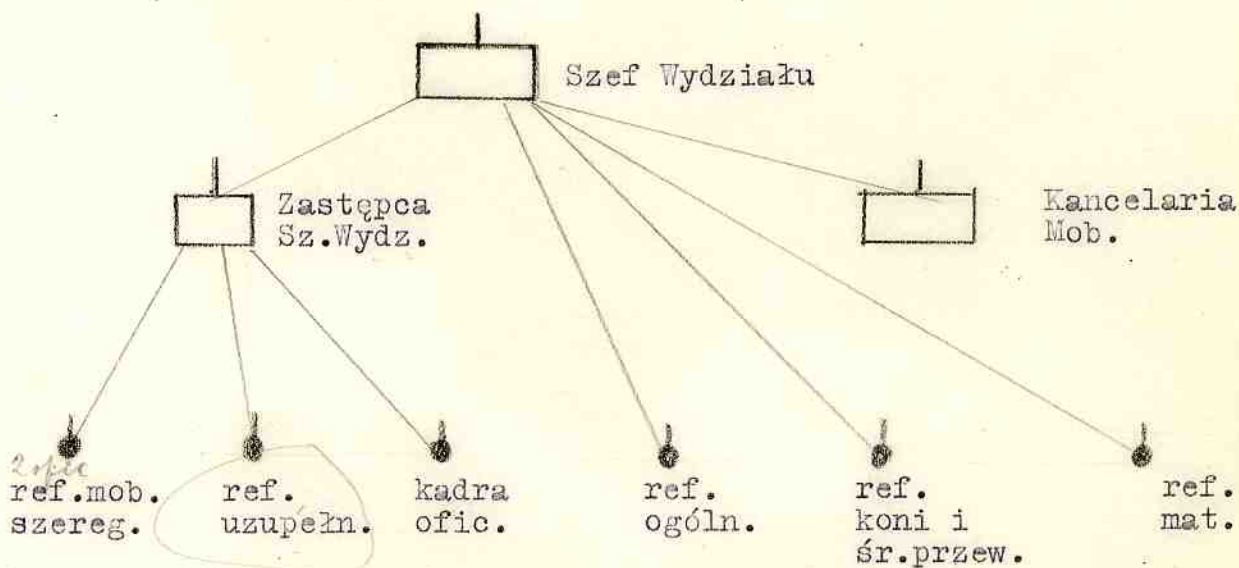 Szef Wydziału
Zastępca
Sz.Wydz.
Kancelaria
Mob.
ref.mob.
szereg.
ref.
uzupełn.
kadra
ofic.
ref.
ogóln.
ref.
koni i
śr.przew.
ref.
mat.